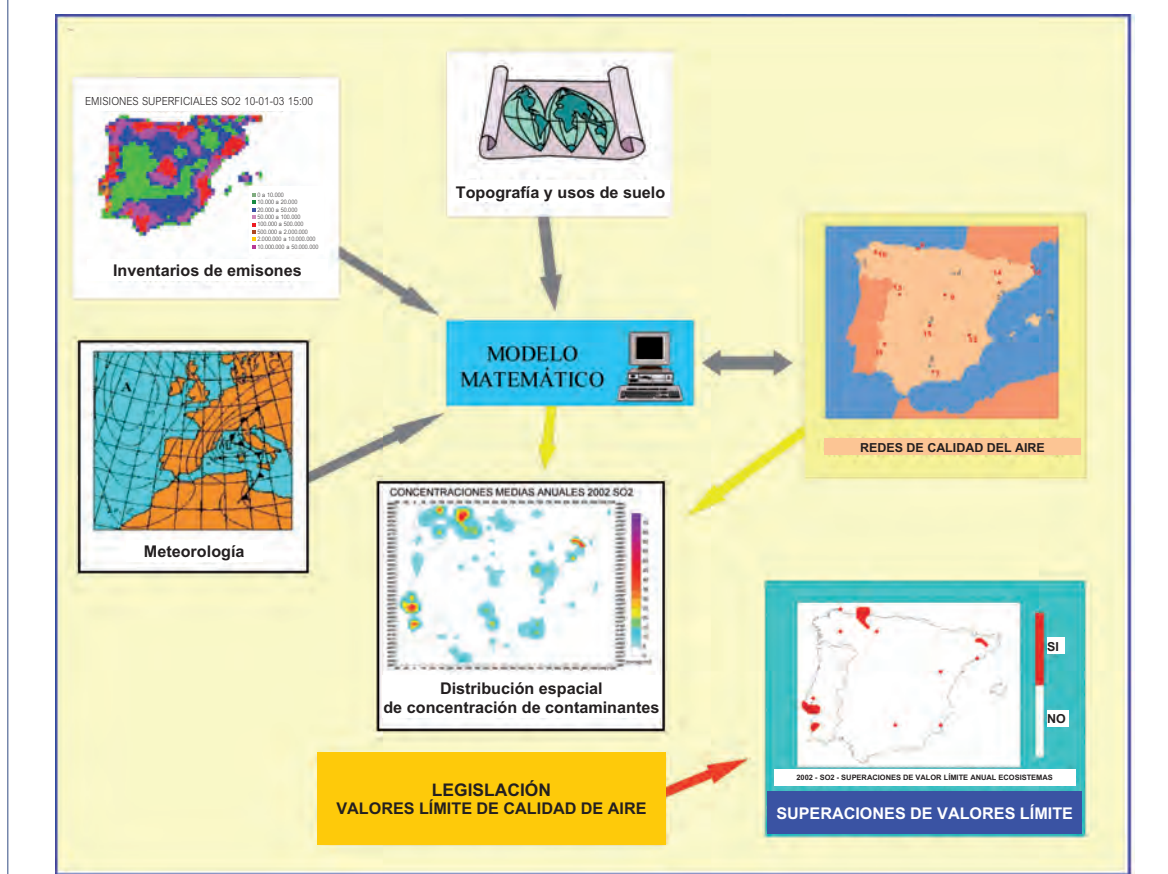 EMISIONES SUPERFICIALES SO2 10-01-03 15:00
0 a 10.000
10.000 a 20.000
20.000 a 50.000
50.000 a 100.000
100.000 a 500.000
500.000 a 2.000.000
2.000.000 a 10.000.000
10.000.000 a 50.000.000
Inventarios de emisones
Topografía y usos de suelo
MODELO
MATEMÁTICO
REDES DE CALIDAD DEL AIRE
A
Meteorología
CONCENTRACIONES MEDIAS ANUALES 2002 SO2
Distribución espacial
de concentración de contaminantes
SI
NO
2002 - SO2 - SUPERACIONES DE VALOR LÍMITE ANUAL ECOSISTEMAS
SUPERACIONES DE VALORES LÍMITE
LEGISLACIÓN
VALORES LÍMITE DE CALIDAD DE AIRE